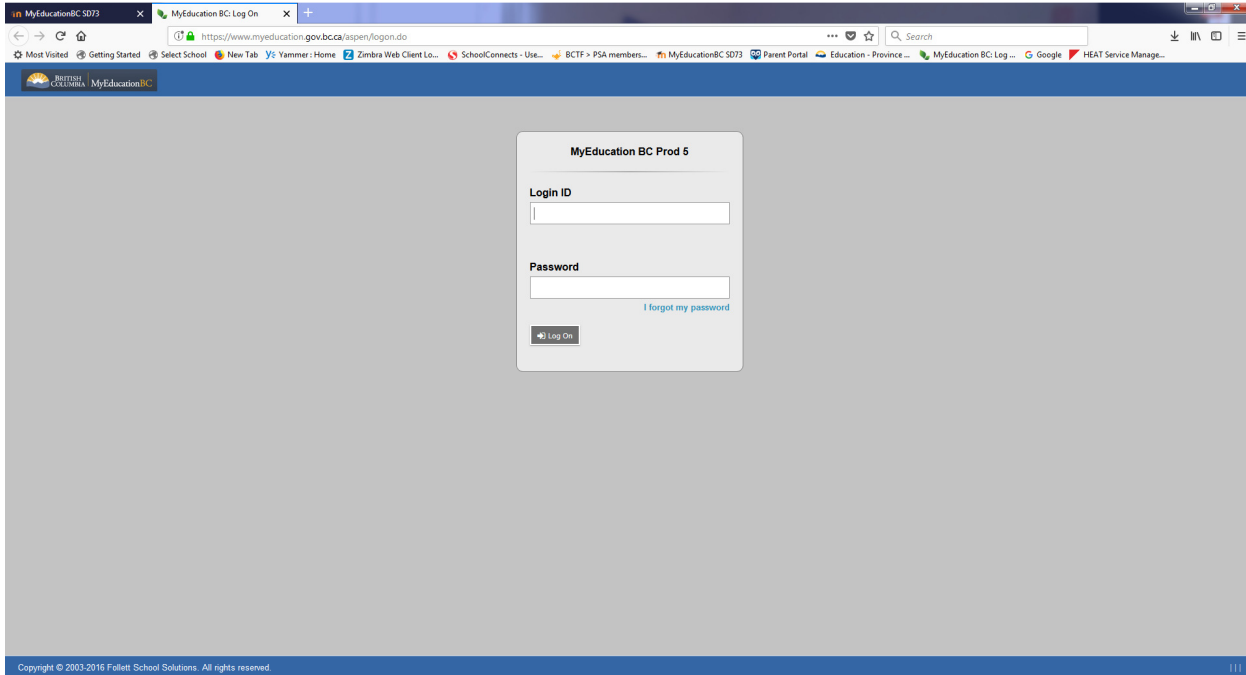 MyEducationBC SD73
MyEducation BC: Log On
https://www.myeducation.gov.bc.ca/aspen/logon.do
Search
Most Visited Getting Started Select School New Tab Yammer : Home Zimbra Web Client Lo... SchoolConnects - Use... BCTF > PSA members... MyEducationBC SD73 Parent Portal Education - Province ... MyEducation BC: Log ... Google HEAT Service Manage...
BRITISH
COLUMBIA
MyEducationBC
MyEducation BC Prod 5
Login ID
Password
I forgot my password
Log On
Copyright © 2003-2016 Follett School Solutions. All rights reserved.